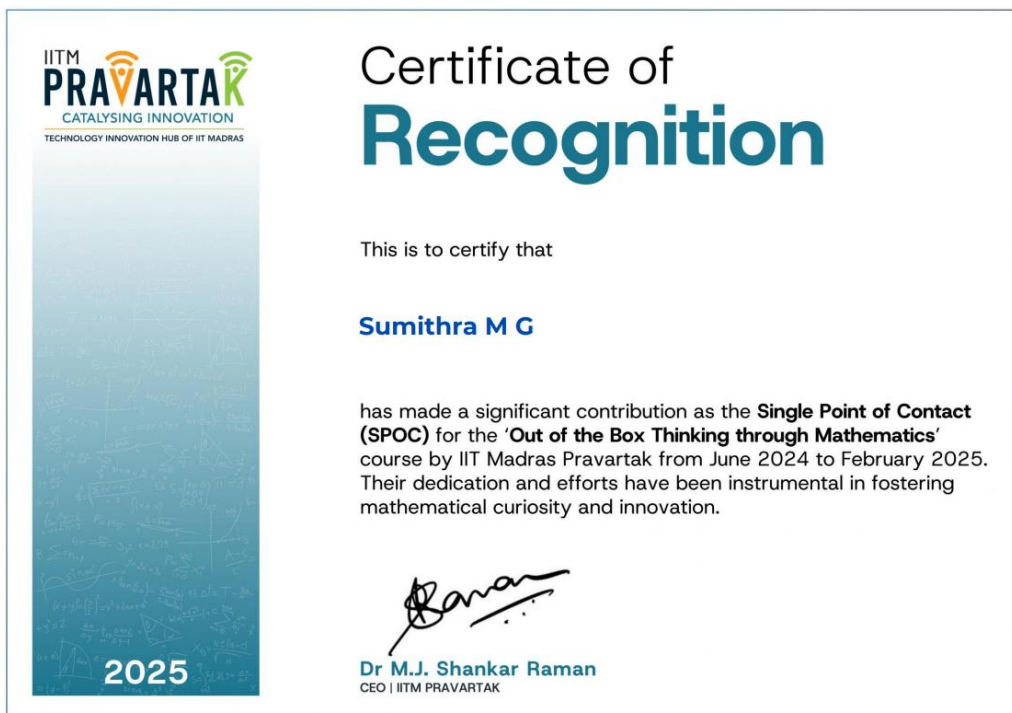 IITM
PRAVARTAK
CATALYSING INNOVATION
TECHNOLOGY INNOVATION HUB OF IIT MADRAS
Certificate of
Recognition
This is to certify that
Sumithra M G
has made a significant contribution as the Single Point of Contact
(SPOC) for the ‘Out of the Box Thinking through Mathematics’
course by IIT Madras Pravartak from June 2024 to February 2025.
Their dedication and efforts have been instrumental in fostering
mathematical curiosity and innovation.
Dr M.J. Shankar Raman
CEO | IITM PRAVARTAK
2025